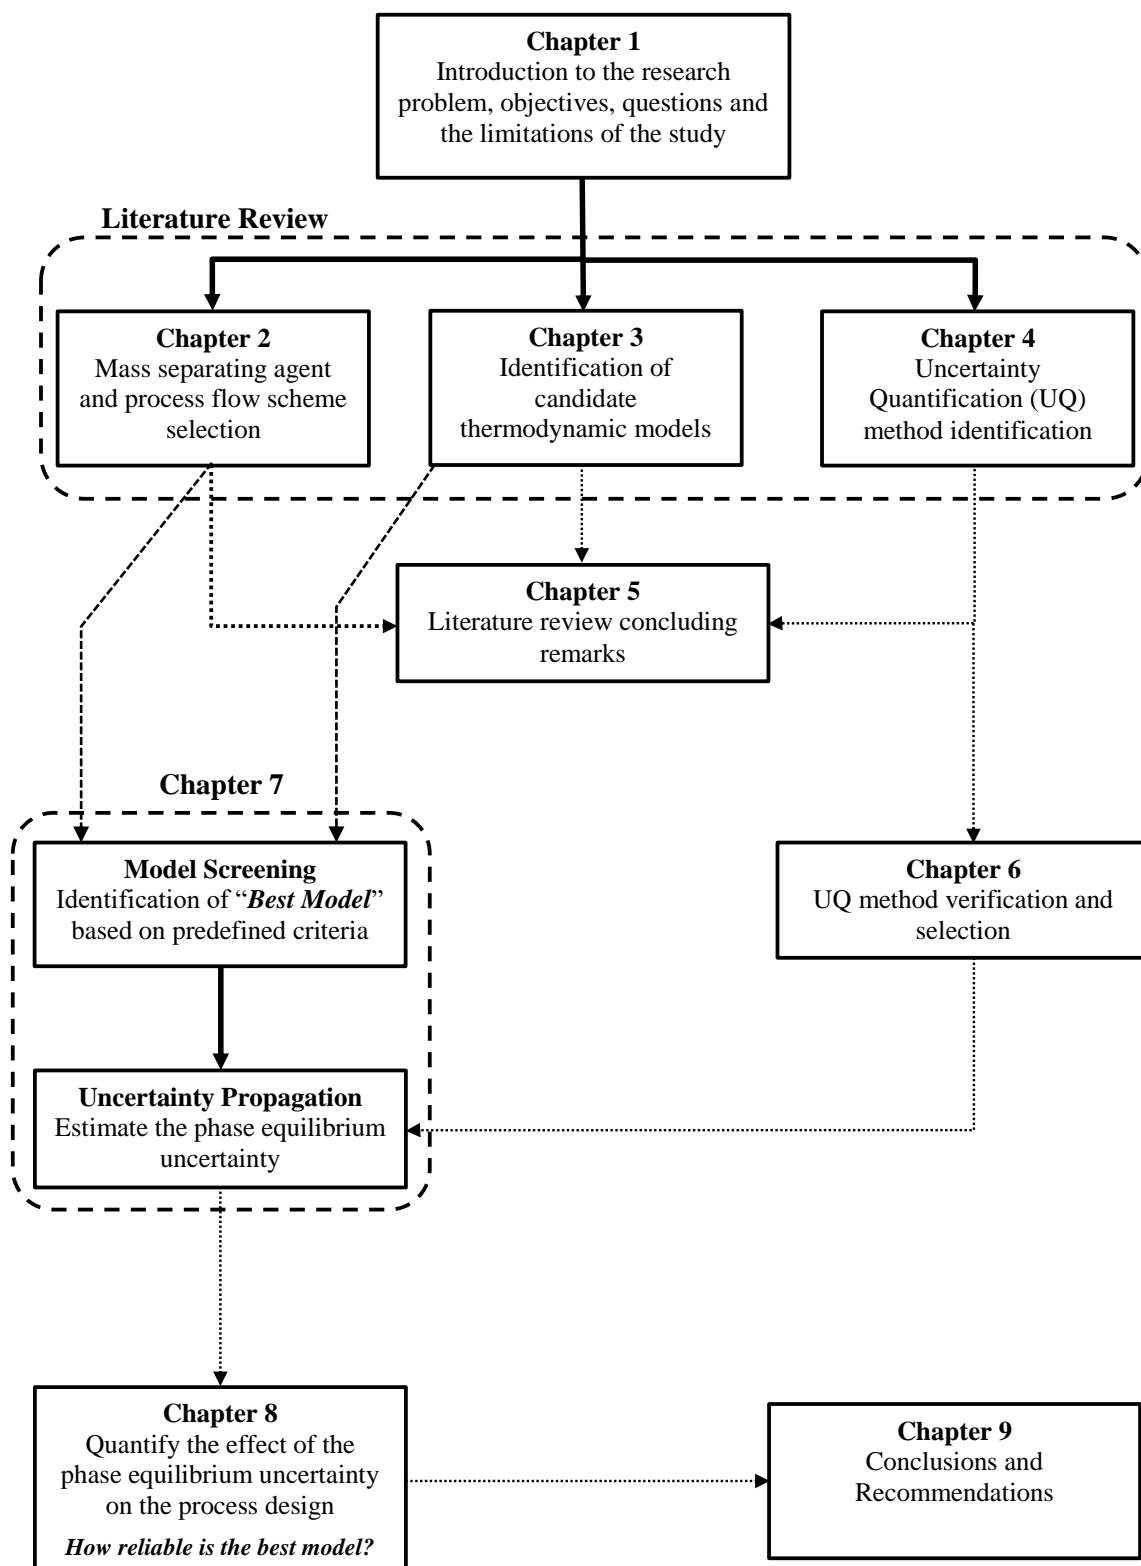 Chapter 1
Introduction to the research
problem, objectives, questions and
the limitations of the study
Literature Review
Chapter 2
Mass separating agent
and process flow scheme
selection
Chapter 3
Identification of
candidate
thermodynamic models
Chapter 4
Uncertainty
Quantification (UQ)
method identification
Chapter 5
Literature review concluding
remarks
Chapter 7
Model Screening
Identification of “Best Model”
based on predefined criteria
Chapter 6
UQ method verification and
selection
Uncertainty Propagation
Estimate the phase equilibrium
uncertainty
Chapter 8
Quantify the effect of the
phase equilibrium uncertainty
on the process design
How reliable is the best model?
Chapter 9
Conclusions and
Recommendations